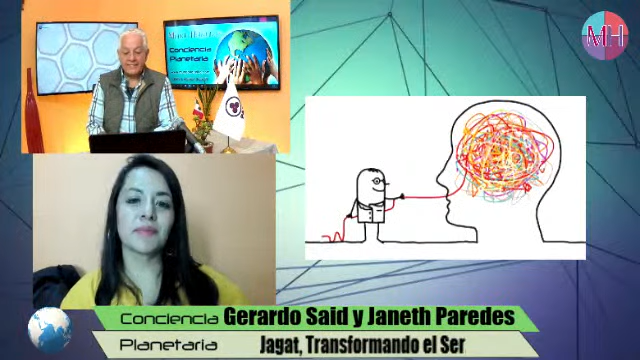 MH
Conciencia
Planetaria
Conciencia Gerardo Said y Janeth Paredes
Planetaria Jagat, Transformando el Ser